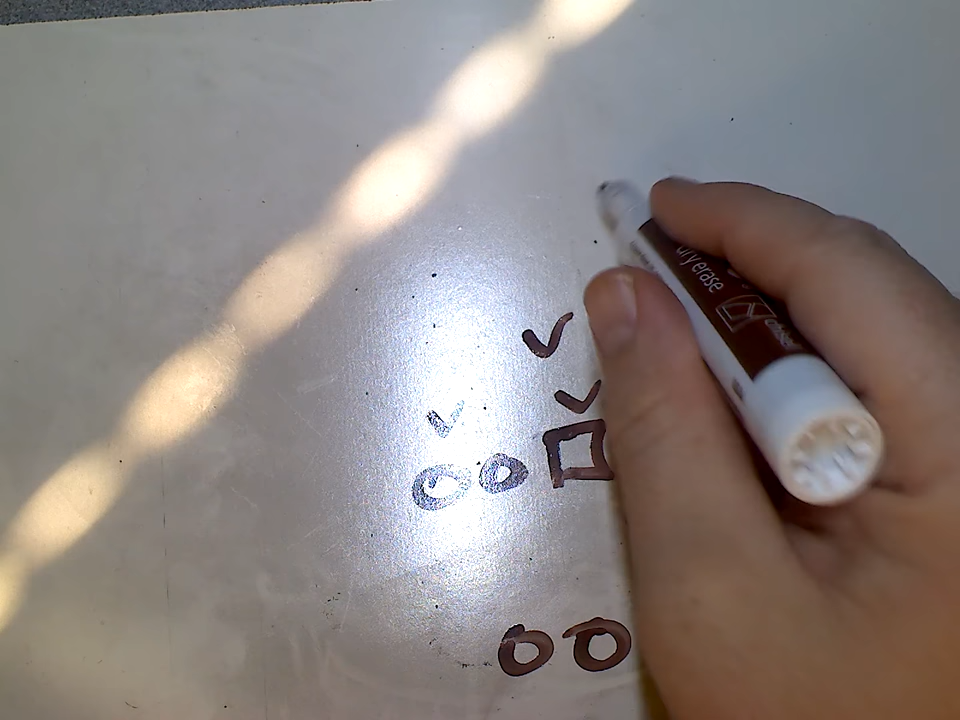 ✓
✓ ✓
O O □
O O
dry erase